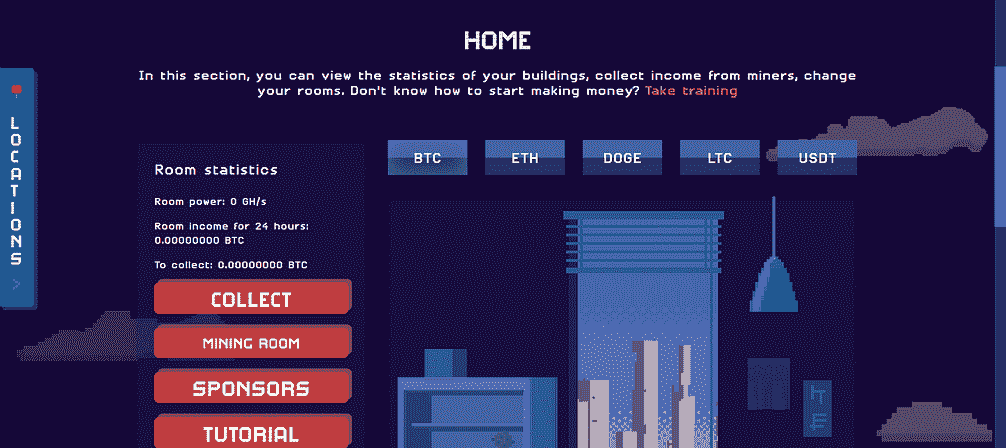 HOME
In this section, you can view the statistics of your buildings, collect income from miners, change
your rooms. Don't know how to start making money? Take training
LOCATIONS
BTC
ETH
DOGE
LTC
USDT
Room statistics
Room power: 0 GH/s
Room income for 24 hours:
0.00000000 BTC
To collect: 0.00000000 BTC
COLLECT
MINING ROOM
SPONSORS
TUTORIAL